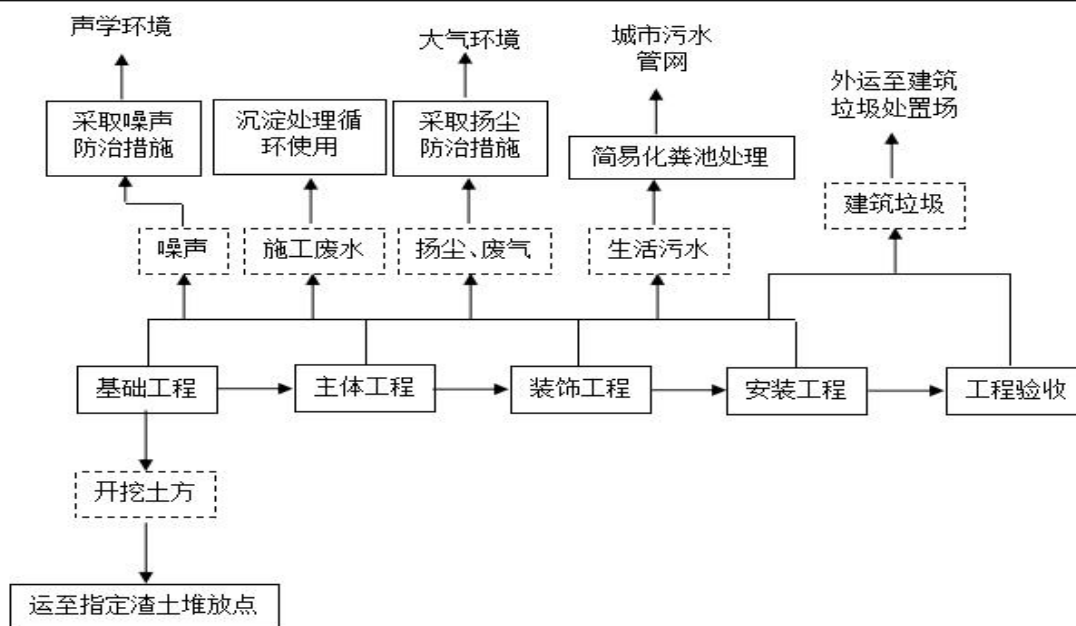 声学环境
大气环境
城市污水
管网
外运至建筑
垃圾处置场
采取噪声
防治措施
沉淀处理循
环使用
采取扬尘
防治措施
简易化粪池处理
建筑垃圾
噪声
施工废水
扬尘、废气
生活污水
基础工程
主体工程
装饰工程
安装工程
工程验收
开挖土方
运至指定渣土堆放点